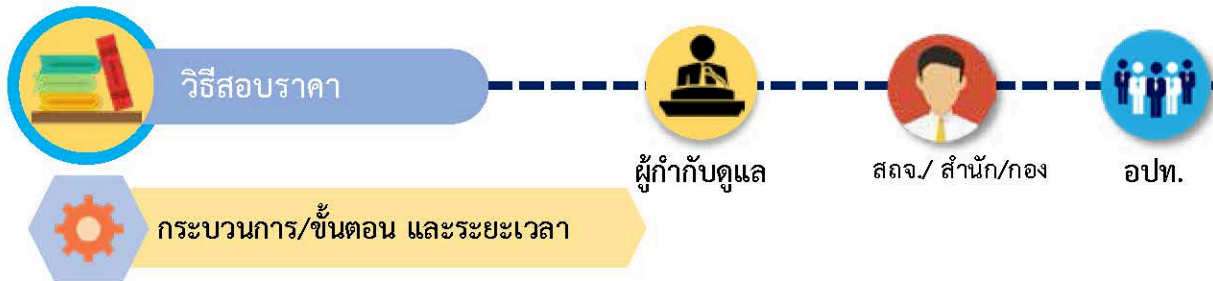 วิธีสอบราคา
ผู้กำกับดูแล
สถจ./ สำนัก/กอง
อปท.
กระบวนการ/ขั้นตอน และระยะเวลา